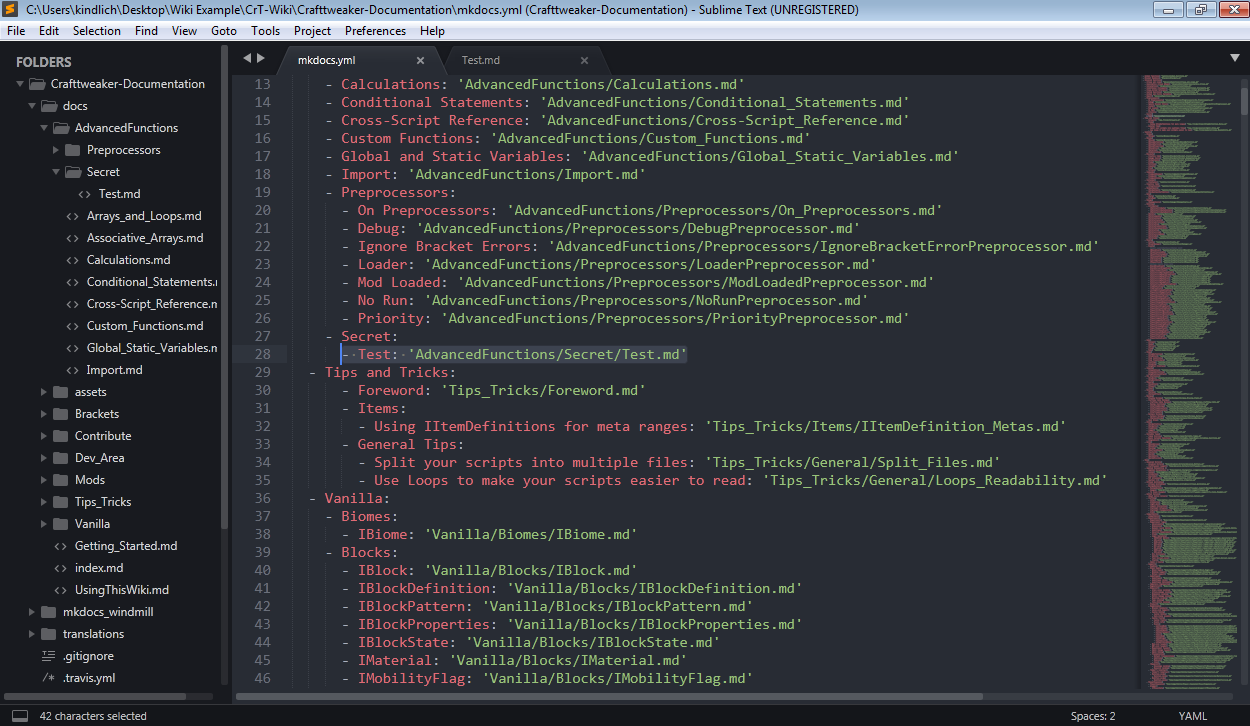 C:\Users\kindlich\Desktop\Wiki Example\CrT-Wiki\Crafttweaker-Documentation\mkdocs.yml (Crafttweaker-Documentation) - Sublime Text (UNREGISTERED)
File Edit Selection Find View Goto Tools Project Preferences Help
FOLDERS
Crafttweaker-Documentation
docs
AdvancedFunctions
Preprocessors
Secret
Test.md
Arrays_and_Loops.md
Associative_Arrays.md
Calculations.md
Conditional_Statements.
Cross-Script_Reference.m
Custom_Functions.md
Global_Static_Variables.m
Import.md
assets
Brackets
Contribute
Dev_Area
Mods
Tips_Tricks
Vanilla
Getting_Started.md
index.md
UsingThisWiki.md
mkdocs_windmill
translations
.gitignore
/* .travis.yml
mkdocs.yml × Test.md ×
13 - Calculations: 'AdvancedFunctions/Calculations.md'
14 - Conditional Statements: 'AdvancedFunctions/Conditional_Statements.md'
15 - Cross-Script Reference: 'AdvancedFunctions/Cross-Script_Reference.md'
16 - Custom Functions: 'AdvancedFunctions/Custom_Functions.md'
17 - Global and Static Variables: 'AdvancedFunctions/Global_Static_Variables.md'
18 - Import: 'AdvancedFunctions/Import.md'
19 - Preprocessors:
20 - On Preprocessors: 'AdvancedFunctions/Preprocessors/On_Preprocessors.md'
21 - Debug: 'AdvancedFunctions/Preprocessors/DebugPreprocessor.md'
22 - Ignore Bracket Errors: 'AdvancedFunctions/Preprocessors/IgnoreBracketErrorPreprocessor.md'
23 - Loader: 'AdvancedFunctions/Preprocessors/LoaderPreprocessor.md'
24 - Mod Loaded: 'AdvancedFunctions/Preprocessors/ModLoadedPreprocessor.md'
25 - No Run: 'AdvancedFunctions/Preprocessors/NoRunPreprocessor.md'
26 - Priority: 'AdvancedFunctions/Preprocessors/PriorityPreprocessor.md'
27 - Secret:
28 - Test: 'AdvancedFunctions/Secret/Test.md'
29 - Tips and Tricks:
30 - Foreword: 'Tips_Tricks/Foreword.md'
31 - Items:
32 - Using IItemDefinitions for meta ranges: 'Tips_Tricks/Items/IItemDefinition_Metas.md'
33 - General Tips:
34 - Split your scripts into multiple files: 'Tips_Tricks/General/Split_Files.md'
35 - Use Loops to make your scripts easier to read: 'Tips_Tricks/General/Loops_Readability.md'
36 - Vanilla:
37 - Biomes:
38 - IBiome: 'Vanilla/Biomes/IBiome.md'
39 - Blocks:
40 - IBlock: 'Vanilla/Blocks/IBlock.md'
41 - IBlockDefinition: 'Vanilla/Blocks/IBlockDefinition.md'
42 - IBlockPattern: 'Vanilla/Blocks/IBlockPattern.md'
43 - IBlockProperties: 'Vanilla/Blocks/IBlockProperties.md'
44 - IBlockState: 'Vanilla/Blocks/IBlockState.md'
45 - IMaterial: 'Vanilla/Blocks/IMaterial.md'
46 - IMobilityFlag: 'Vanilla/Blocks/IMobilityFlag.md'
42 characters selected Spaces: 2 YAML